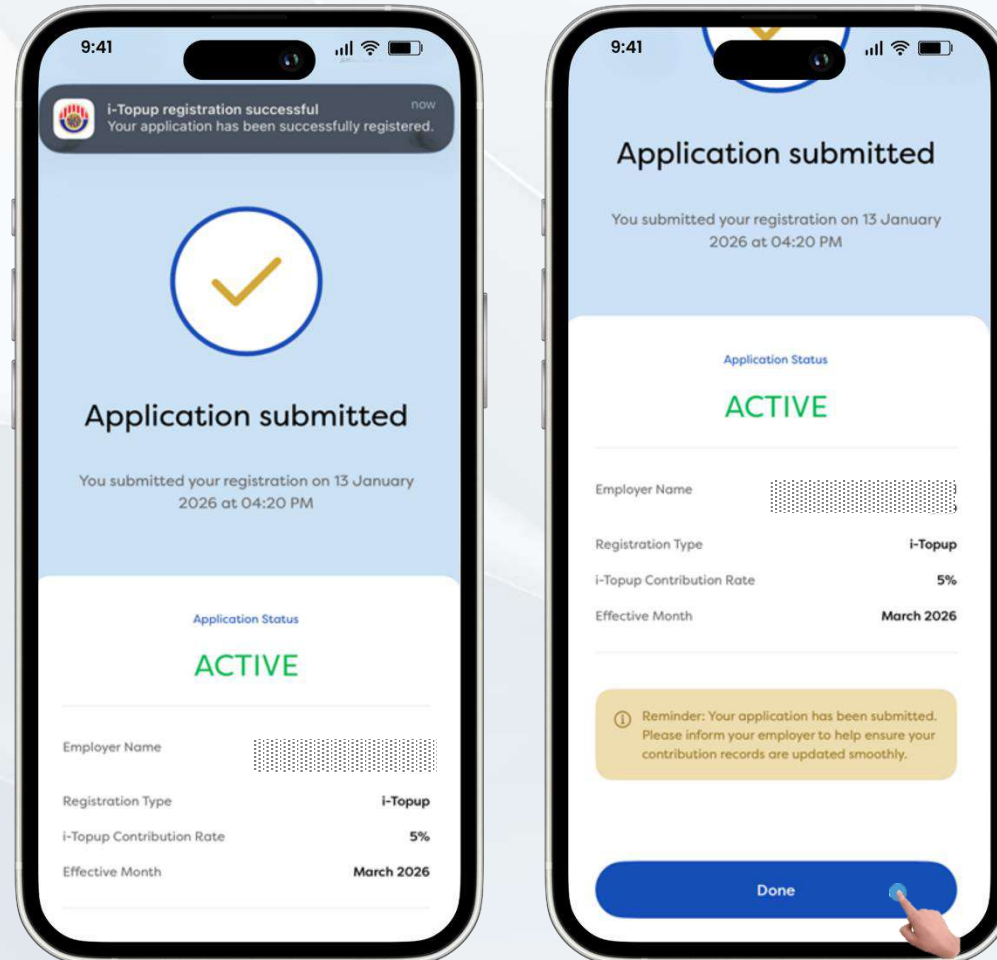 9:41
i-Topup registration successful
now
Your application has been successfully registered.
Application submitted
You submitted your registration on 13 January
2026 at 04:20 PM
Application Status
ACTIVE
Employer Name
Registration Type
i-Topup
i-Topup Contribution Rate
5%
Effective Month
March 2026
9:41
Application submitted
You submitted your registration on 13 January
2026 at 04:20 PM
Application Status
ACTIVE
Employer Name
Registration Type
i-Topup
i-Topup Contribution Rate
5%
Effective Month
March 2026
Reminder: Your application has been submitted.
Please inform your employer to help ensure your
contribution records are updated smoothly.
Done